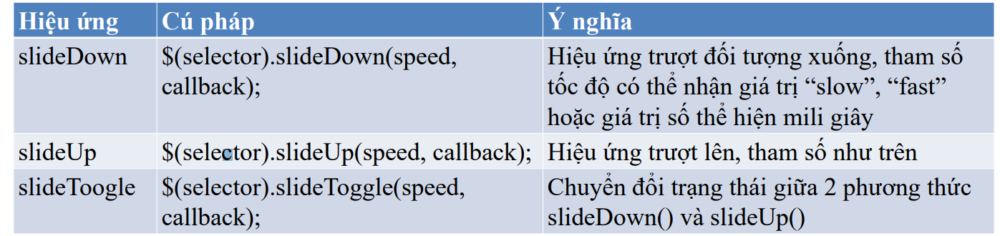 Hiệu ứng Cú pháp Ý nghĩa
slideDown $(selector).slideDown(speed, Hiệu ứng trượt đối tượng xuống, tham số
callback); tốc độ có thể nhận giá trị “slow”, “fast”
hoặc giá trị số thể hiện mili giây
slideUp $(selector).slideUp(speed, callback); Hiệu ứng trượt lên, tham số như trên
slideToogle $(selector).slideToggle(speed, Chuyển đổi trạng thái giữa 2 phương thức
callback); slideDown() và slideUp()